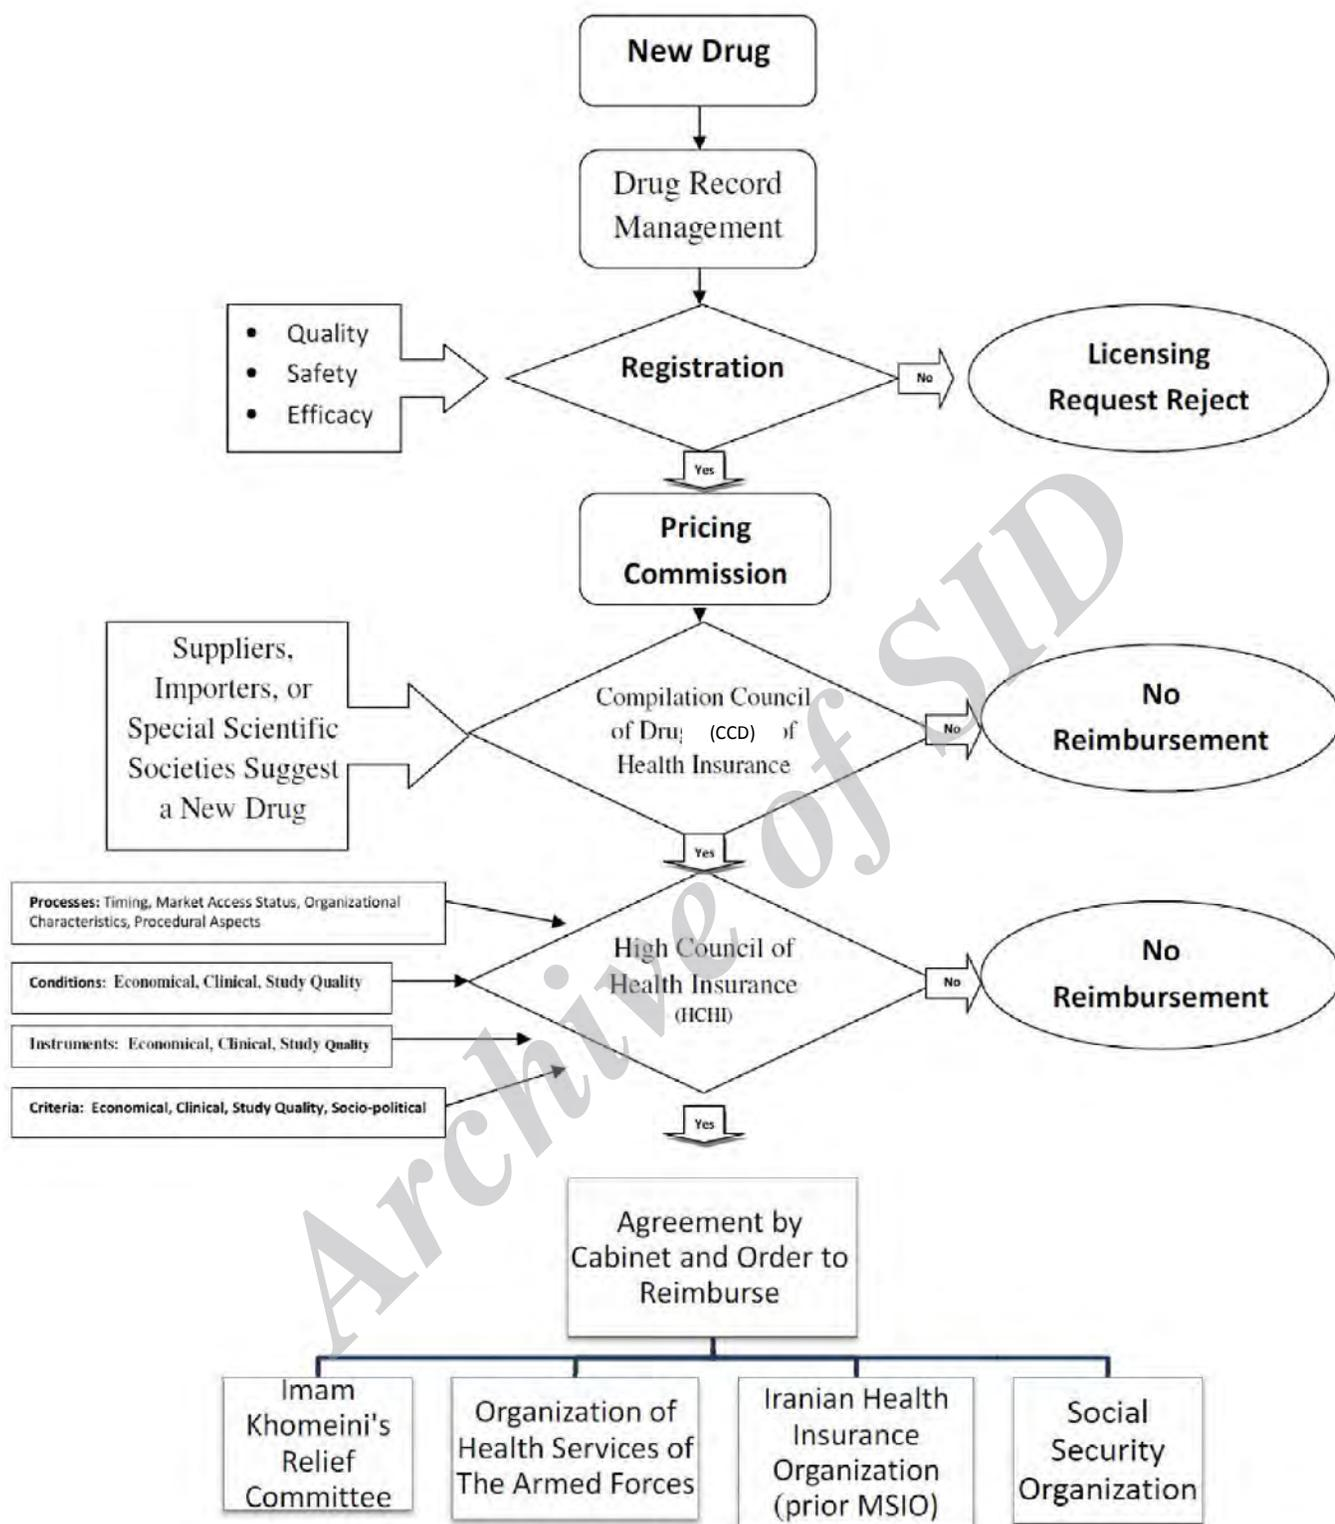 New Drug
Drug Record
Management
• Quality
• Safety
• Efficacy
Registration
No
Licensing
Request Reject
Yes
Pricing
Commission
Suppliers,
Importers, or
Special Scientific
Societies Suggest
a New Drug
Compilation Council
of Drug (CCD) of
Health Insurance
No
No
Reimbursement
Yes
Processes: Timing, Market Access Status, Organizational
Characteristics, Procedural Aspects
Conditions: Economical, Clinical, Study Quality
Instruments: Economical, Clinical, Study Quality
Criteria: Economical, Clinical, Study Quality, Socio-political
High Council of
Health Insurance
(HCHI)
No
No
Reimbursement
Yes
Agreement by
Cabinet and Order to
Reimburse
Imam
Khomeini's
Relief
Committee
Organization of
Health Services of
The Armed Forces
Iranian Health
Insurance
Organization
(prior MSIO)
Social
Security
Organization
Archive of SID